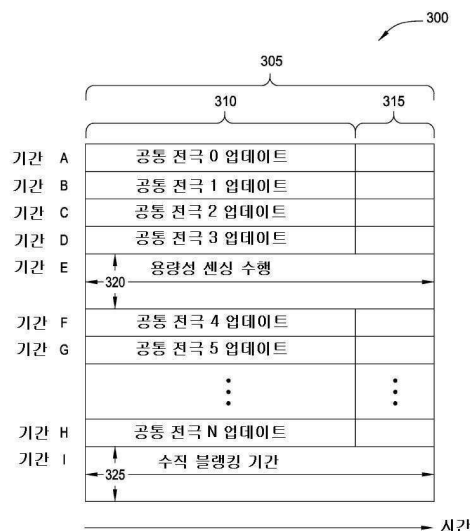 300
305
310 315
기간 A 공통 전극 0 업데이트
기간 B 공통 전극 1 업데이트
기간 C 공통 전극 2 업데이트
기간 D 공통 전극 3 업데이트
기간 E 용량성 센싱 수행
320
기간 F 공통 전극 4 업데이트
기간 G 공통 전극 5 업데이트
기간 H 공통 전극 N 업데이트
기간 I 수직 블랭킹 기간
325
시간